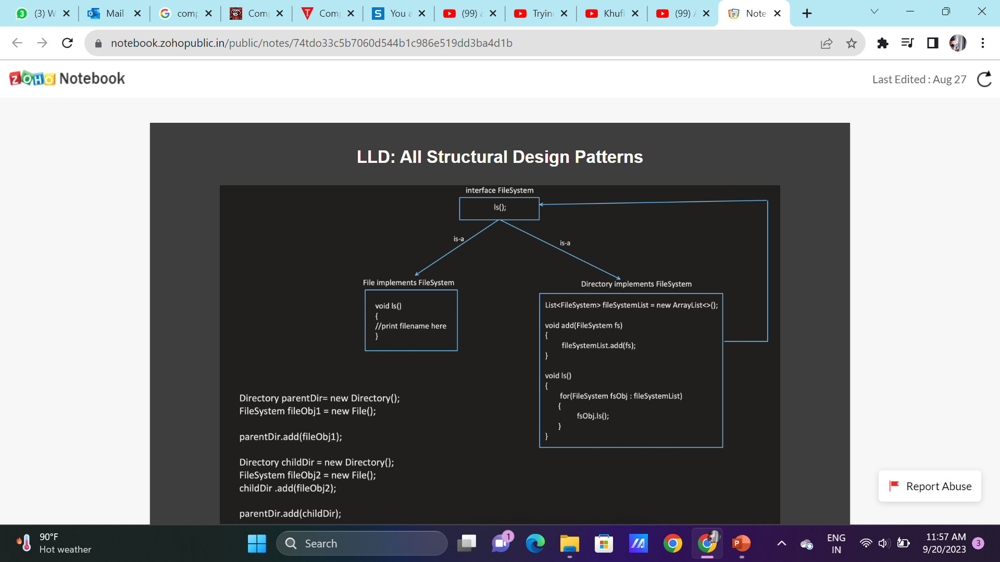 (3) W
Mail
comp
Comp
Comp
You a
(99) a
Tryin
Khufi
(99) A
Note
notebook.zohopublic.in/public/notes/74tdo33c5b7060d544b1c986e519dd3ba4d1b
ZOHO Notebook
Last Edited : Aug 27
LLD: All Structural Design Patterns
interface FileSystem
ls();
is-a
is-a
File implements FileSystem
void ls()
{
//print filename here
}
Directory implements FileSystem
List<FileSystem> fileSystemList = new ArrayList<>();
void add(FileSystem fs)
{
fileSystemList.add(fs);
}
void ls()
{
for(FileSystem fsObj : fileSystemList)
{
fsObj.ls();
}
}
Directory parentDir= new Directory();
FileSystem fileObj1 = new File();
parentDir.add(fileObj1);
Directory childDir = new Directory();
FileSystem fileObj2 = new File();
childDir .add(fileObj2);
parentDir.add(childDir);
Report Abuse
90°F
Hot weather
Search
1
ENG
IN
11:57 AM
9/20/2023
3